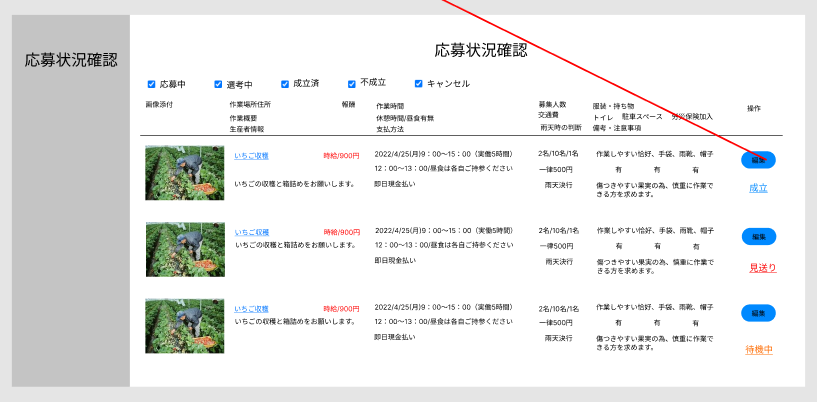 応募状況確認
応募状況確認
応募中 選考中 成立済 不成立 キャンセル
画像添付 作業場所住所 報酬 作業時間 募集人数 服装・持ち物 操作
作業概要 休憩時間/昼食有無 交通費 トイレ 駐車スペース 労災保険加入
生産者情報 支払方法 雨天時の判断 備考・注意事項
いちご収穫 時給/900円 2022/4/25(月)9：00〜15：00（実働5時間） 2名/10名/1名 作業しやすい恰好、手袋、雨靴、帽子 編集
12：00〜13：00/昼食は各自ご持参ください 一律500円 有 有 有
いちごの収穫と箱詰めをお願いします。 即日現金払い 雨天決行 傷つきやすい果実の為、慎重に作業で 成立
きる方を求めます。
いちご収穫 時給/900円 2022/4/25(月)9：00〜15：00（実働5時間） 2名/10名/1名 作業しやすい恰好、手袋、雨靴、帽子 編集
いちごの収穫と箱詰めをお願いします。 12：00〜13：00/昼食は各自ご持参ください 一律500円 有 有 有
即日現金払い 雨天決行 傷つきやすい果実の為、慎重に作業で 見送り
きる方を求めます。
いちご収穫 時給/900円 2022/4/25(月)9：00〜15：00（実働5時間） 2名/10名/1名 作業しやすい恰好、手袋、雨靴、帽子 編集
いちごの収穫と箱詰めをお願いします。 12：00〜13：00/昼食は各自ご持参ください 一律500円 有 有 有
即日現金払い 雨天決行 傷つきやすい果実の為、慎重に作業で 待機中
きる方を求めます。